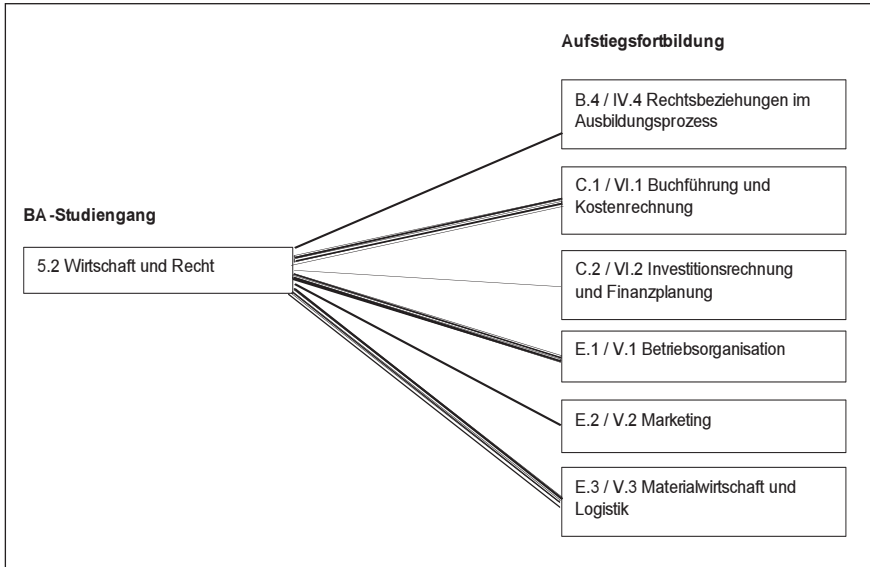 Aufstiegsfortbildung
B.4 / IV.4 Rechtsbeziehungen im
Ausbildungsprozess
C.1 / VI.1 Buchführung und
Kostenrechnung
BA-Studiengang
5.2 Wirtschaft und Recht
C.2 / VI.2 Investitionsrechnung
und Finanzplanung
E.1 / V.1 Betriebsorganisation
E.2 / V.2 Marketing
E.3 / V.3 Materialwirtschaft und
Logistik